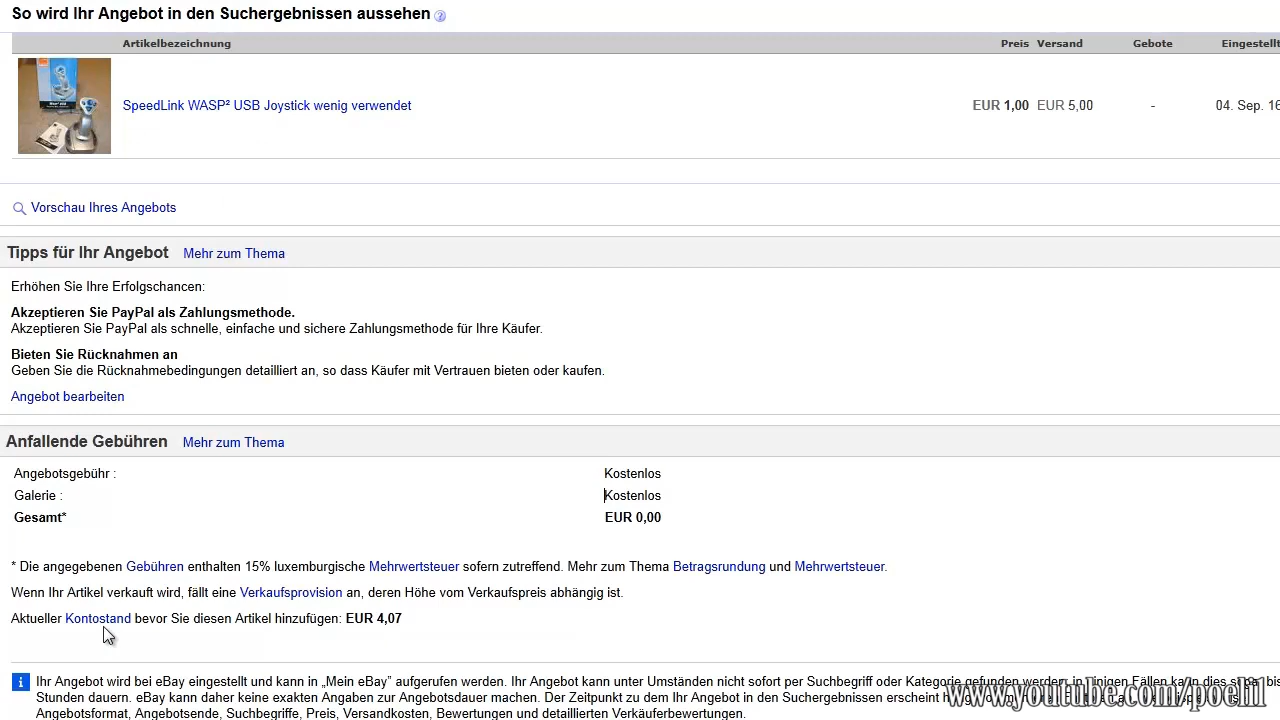 So wird Ihr Angebot in den Suchergebnissen aussehen
Artikelbezeichnung Preis Versand Gebote Eingestellt
SpeedLink WASP² USB Joystick wenig verwendet EUR 1,00 EUR 5,00 - 04. Sep. 16
Vorschau Ihres Angebots
Tipps für Ihr Angebot Mehr zum Thema
Erhöhen Sie Ihre Erfolgschancen:
Akzeptieren Sie PayPal als Zahlungsmethode.
Akzeptieren Sie PayPal als schnelle, einfache und sichere Zahlungsmethode für Ihre Käufer.
Bieten Sie Rücknahmen an
Geben Sie die Rücknahmebedingungen detailliert an, so dass Käufer mit Vertrauen bieten oder kaufen.
Angebot bearbeiten
Anfallende Gebühren Mehr zum Thema
Angebotsgebühr : Kostenlos
Galerie : Kostenlos
Gesamt* EUR 0,00
* Die angegebenen Gebühren enthalten 15% luxemburgische Mehrwertsteuer sofern zutreffend. Mehr zum Thema Betragsrundung und Mehrwertsteuer.
Wenn Ihr Artikel verkauft wird, fällt eine Verkaufsprovision an, deren Höhe vom Verkaufspreis abhängig ist.
Aktueller Kontostand bevor Sie diesen Artikel hinzufügen: EUR 4,07
Ihr Angebot wird bei eBay eingestellt und kann in „Mein eBay" aufgerufen werden. Ihr Angebot kann unter Umständen nicht sofort per Suchbegriff oder Kategorie gefunden werden; in einigen Fällen kann dies sogar bis
Stunden dauern. eBay kann daher keine exakten Angaben zur Angebotsdauer machen. Der Zeitpunkt zu dem Ihr Angebot in den Suchergebnissen erscheint
Angebotsformat, Angebotsende, Suchbegriffe, Preis, Versandkosten, Bewertungen und detaillierten Verkäuferbewertungen.
www.youtube.com/poelil